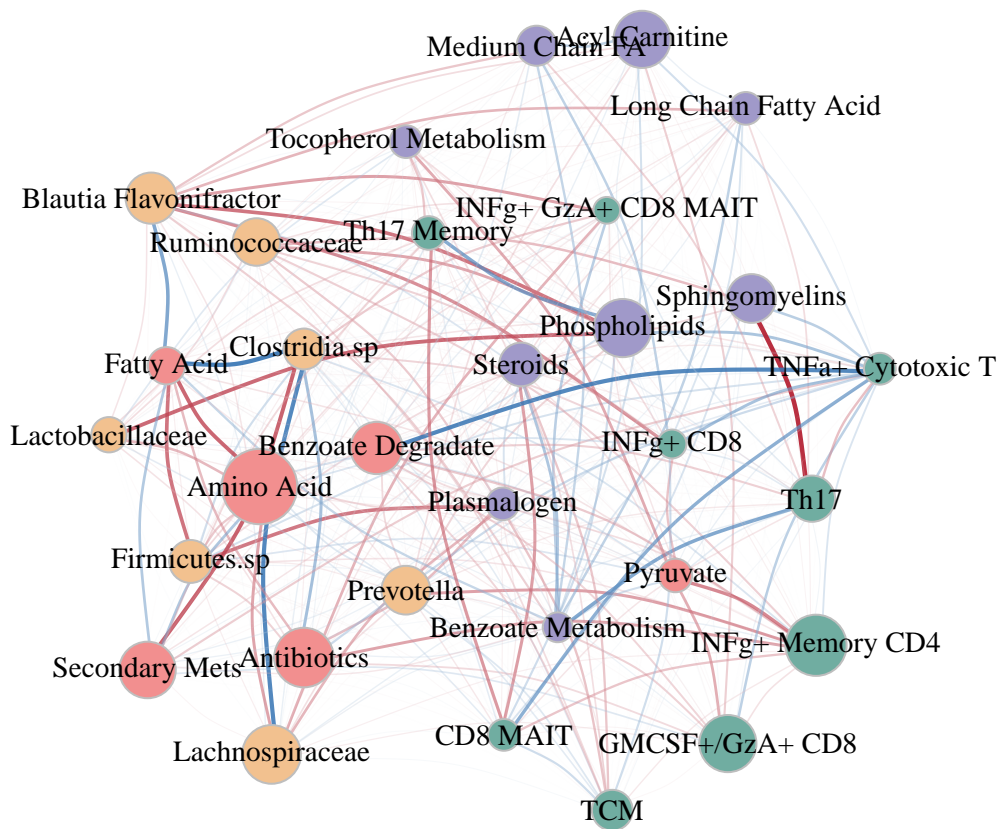 Acyl Carnitine
Medium Chain FA
Long Chain Fatty Acid
Tocopherol Metabolism
Blautia Flavonifractor
INFg+ GzA+ CD8 MAIT
Th17 Memory
Ruminococcaceae
Sphingomyelins
Phospholipids
Clostridia.sp
Fatty Acid
Steroids
TNFa+ Cytotoxic T
Lactobacillaceae
Benzoate Degradate
INFg+ CD8
Amino Acid
Plasmalogen
Th17
Firmicutes.sp
Pyruvate
Prevotella
Benzoate Metabolism
INFg+ Memory CD4
Secondary Mets
Antibiotics
CD8 MAIT
GMCSF+/GzA+ CD8
Lachnospiraceae
TCM